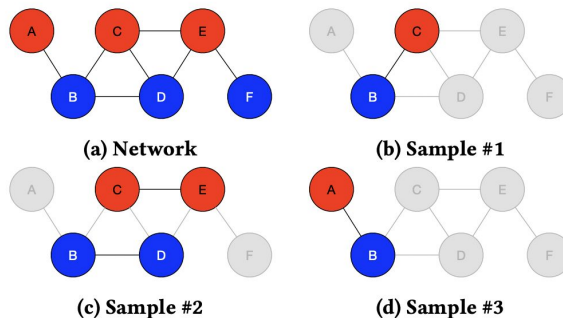 A C E
B D F
(a) Network
A C E
B D F
(b) Sample #1
A C E
B D F
(c) Sample #2
A C E
B D F
(d) Sample #3